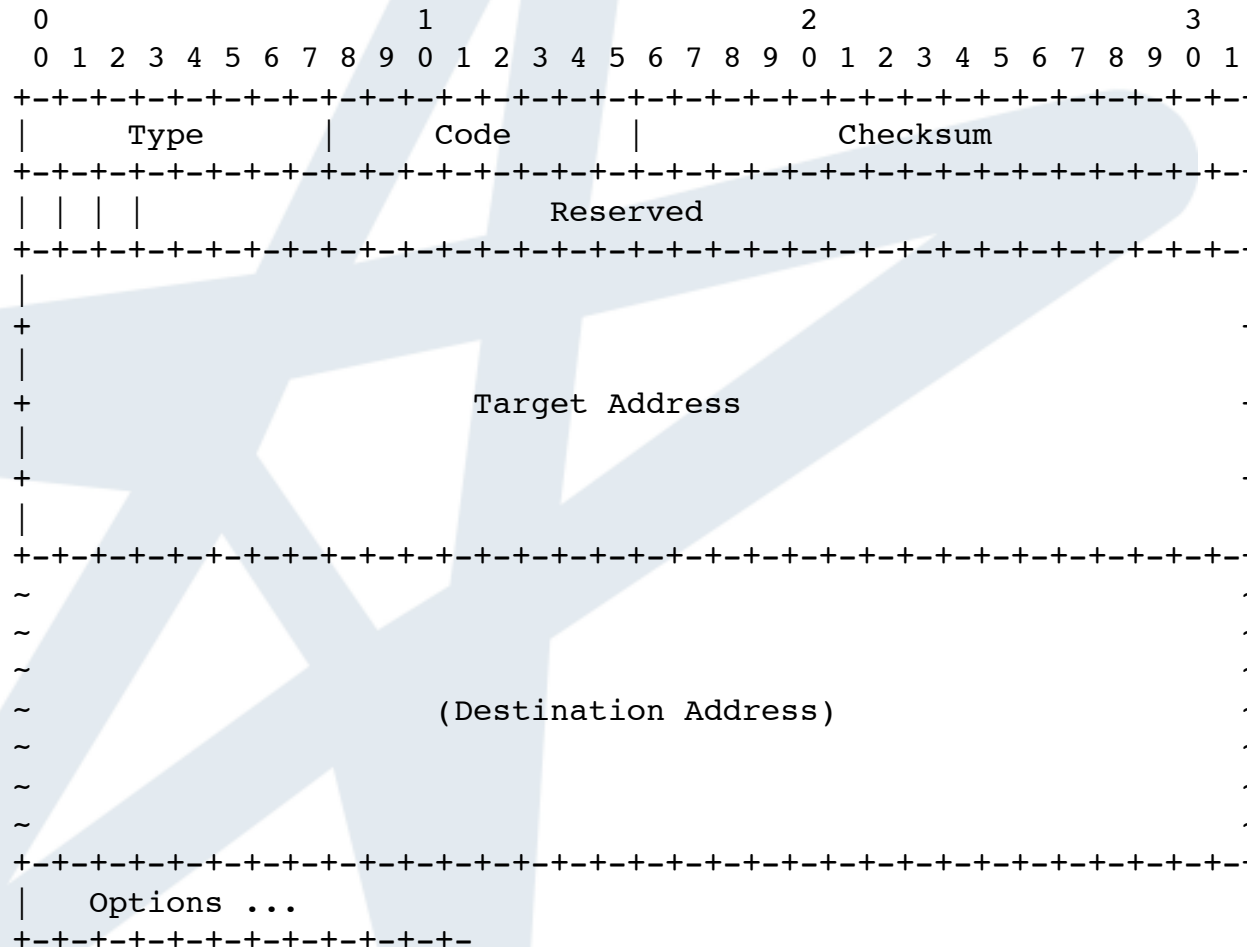 0                   1                   2                   3
 0 1 2 3 4 5 6 7 8 9 0 1 2 3 4 5 6 7 8 9 0 1 2 3 4 5 6 7 8 9 0 1
+-+-+-+-+-+-+-+-+-+-+-+-+-+-+-+-+-+-+-+-+-+-+-+-+-+-+-+-+-+-+-+-
|     Type      |     Code      |          Checksum
+-+-+-+-+-+-+-+-+-+-+-+-+-+-+-+-+-+-+-+-+-+-+-+-+-+-+-+-+-+-+-+-
| | | |                     Reserved
+-+-+-+-+-+-+-+-+-+-+-+-+-+-+-+-+-+-+-+-+-+-+-+-+-+-+-+-+-+-+-+-
|
+                                                               -
|
+                       Target Address                          -
|
+                                                               -
|
+-+-+-+-+-+-+-+-+-+-+-+-+-+-+-+-+-+-+-+-+-+-+-+-+-+-+-+-+-+-+-+-
~                                                               ~
~                                                               ~
~                                                               ~
~                     (Destination Address)                     ~
~                                                               ~
~                                                               ~
~                                                               ~
+-+-+-+-+-+-+-+-+-+-+-+-+-+-+-+-+-+-+-+-+-+-+-+-+-+-+-+-+-+-+-+-
|   Options ...
+-+-+-+-+-+-+-+-+-+-+-+-